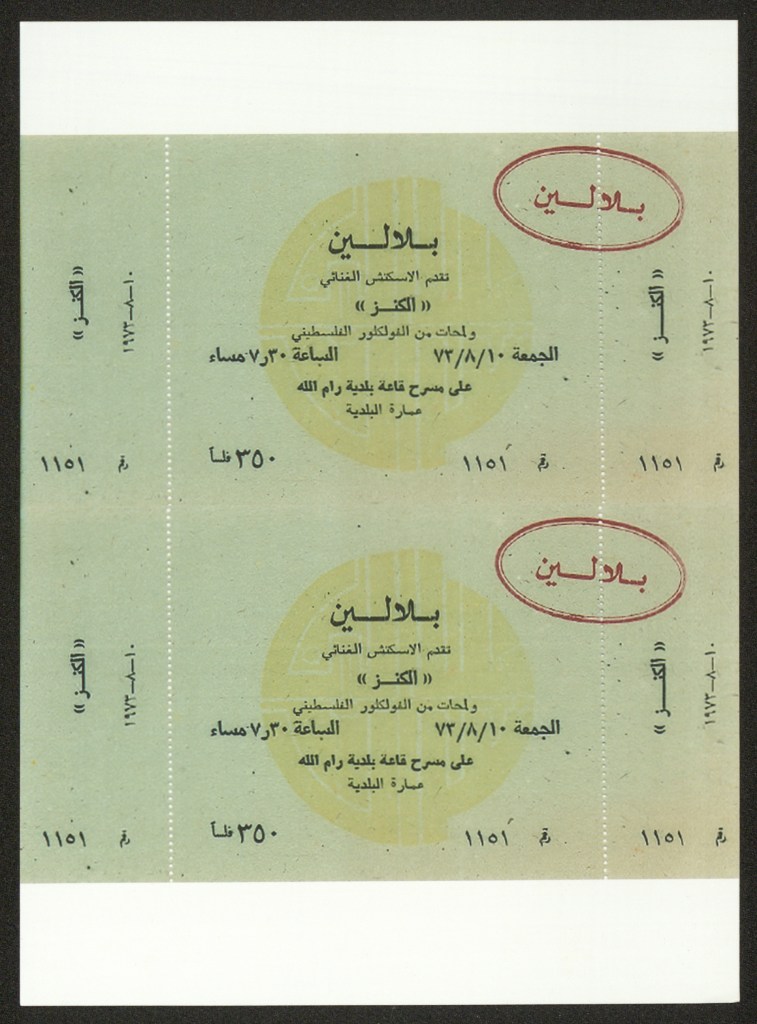 بلالين
بلالين
تقدم الاسكتش الغنائي
« الكنز »
ولمحات من الفولكلور الفلسطيني
الجمعة ٧٣/٨/١٠ الساعة ٧٫٣٠ مساء
على مسرح قاعة بلدية رام الله
عمارة البلدية
رقم ١١٥١ ٣٥٠ فلساً
« الكنز »
١٠—٨—١٩٧٣
رقم ١١٥١
« الكنز »
١٠—٨—١٩٧٣
رقم ١١٥١
بلالين
بلالين
تقدم الاسكتش الغنائي
« الكنز »
ولمحات من الفولكلور الفلسطيني
الجمعة ٧٣/٨/١٠ الساعة ٧٫٣٠ مساء
على مسرح قاعة بلدية رام الله
عمارة البلدية
رقم ١١٥١ ٣٥٠ فلساً
« الكنز »
١٠—٨—١٩٧٣
رقم ١١٥١
« الكنز »
١٠—٨—١٩٧٣
رقم ١١٥١